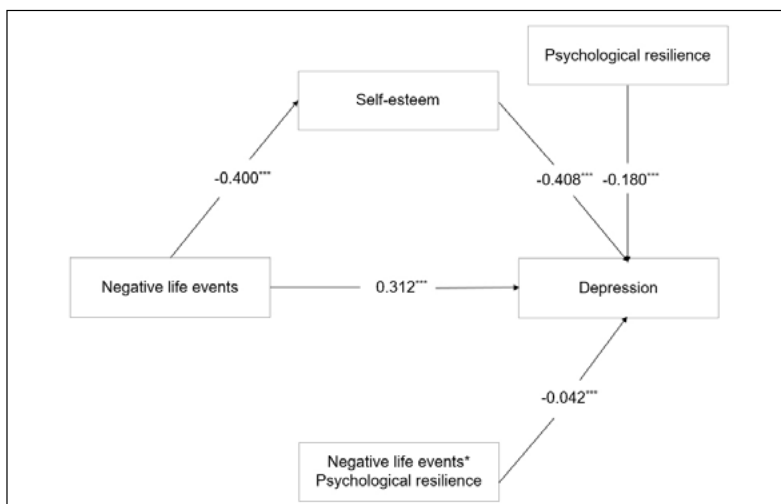 Psychological resilience
Self-esteem
-0.400***
-0.408***
-0.180***
Negative life events
0.312***
Depression
-0.042***
Negative life events*
Psychological resilience